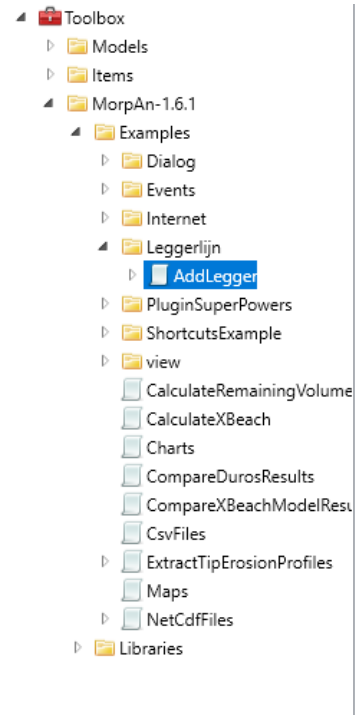 Toolbox
Models
Items
MorpAn-1.6.1
Examples
Dialog
Events
Internet
Leggerlijn
AddLegger
PluginSuperPowers
ShortcutsExample
view
CalculateRemainingVolume
CalculateXBeach
Charts
CompareDurosResults
CompareXBeachModelResu
CsvFiles
ExtractTipErosionProfiles
Maps
NetCdfFiles
Libraries